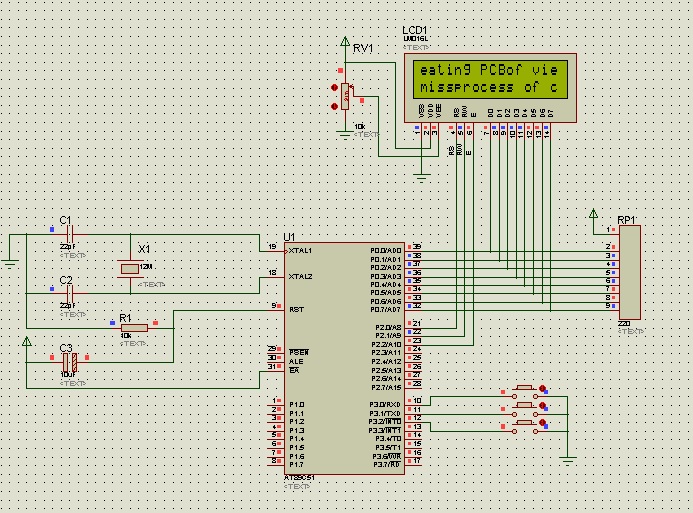 LCD1
LM016L
<TEXT>
RV1
eating PCBof vie
missprocess of c
10k
<TEXT>
VSS VDD VEE RS RW E D0 D1 D2 D3 D4 D5 D6 D7
1 2 3 4 5 6 7 8 9 10 11 12 13 14
RS RW E
RP1
1
2
3
4
5
6
7
8
9
220
<TEXT>
C1
22pF
<TEXT>
X1
12M
<TEXT>
C2
22pF
<TEXT>
R1
10k
<TEXT>
C3
10uF
<TEXT>
U1
19 XTAL1 P0.0/AD0 39
P0.1/AD1 38
P0.2/AD2 37
18 XTAL2 P0.3/AD3 36
P0.4/AD4 35
P0.5/AD5 34
P0.6/AD6 33
9 RST P0.7/AD7 32
P2.0/A8 21
P2.1/A9 22
P2.2/A10 23
29 PSEN P2.3/A11 24
30 ALE P2.4/A12 25
31 EA P2.5/A13 26
P2.6/A14 27
P2.7/A15 28
1 P1.0 P3.0/RXD 10
2 P1.1 P3.1/TXD 11
3 P1.2 P3.2/INT0 12
4 P1.3 P3.3/INT1 13
5 P1.4 P3.4/T0 14
6 P1.5 P3.5/T1 15
7 P1.6 P3.6/WR 16
8 P1.7 P3.7/RD 17
AT89C51
<TEXT>